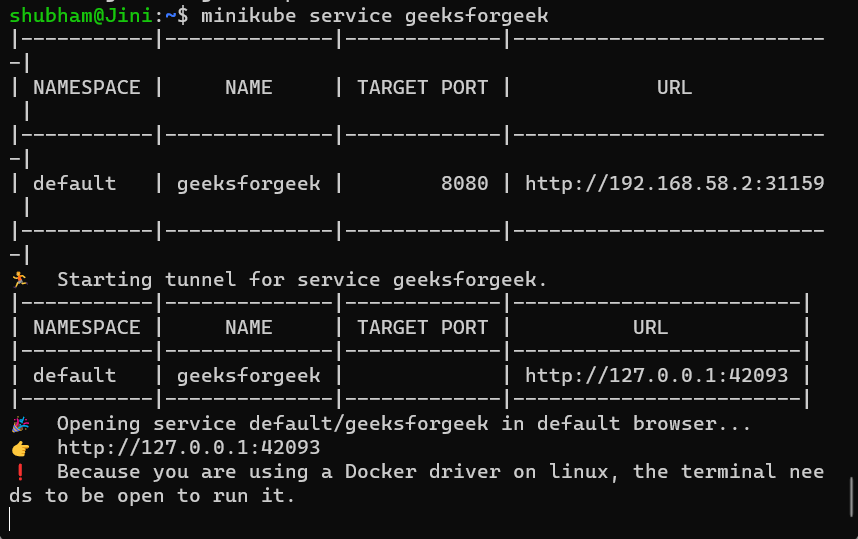 shubham@Jini:~$ minikube service geeksforgeek
|-----------|--------------|-------------|--------------------------
-|
| NAMESPACE |     NAME     | TARGET PORT |            URL
 |
|-----------|--------------|-------------|--------------------------
-|
| default   | geeksforgeek |        8080 | http://192.168.58.2:31159
 |
|-----------|--------------|-------------|--------------------------
-|
🏃  Starting tunnel for service geeksforgeek.
|-----------|--------------|-------------|------------------------|
| NAMESPACE |     NAME     | TARGET PORT |          URL           |
|-----------|--------------|-------------|------------------------|
| default   | geeksforgeek |             | http://127.0.0.1:42093 |
|-----------|--------------|-------------|------------------------|
🎉  Opening service default/geeksforgeek in default browser...
👉  http://127.0.0.1:42093
❗  Because you are using a Docker driver on linux, the terminal nee
ds to be open to run it.